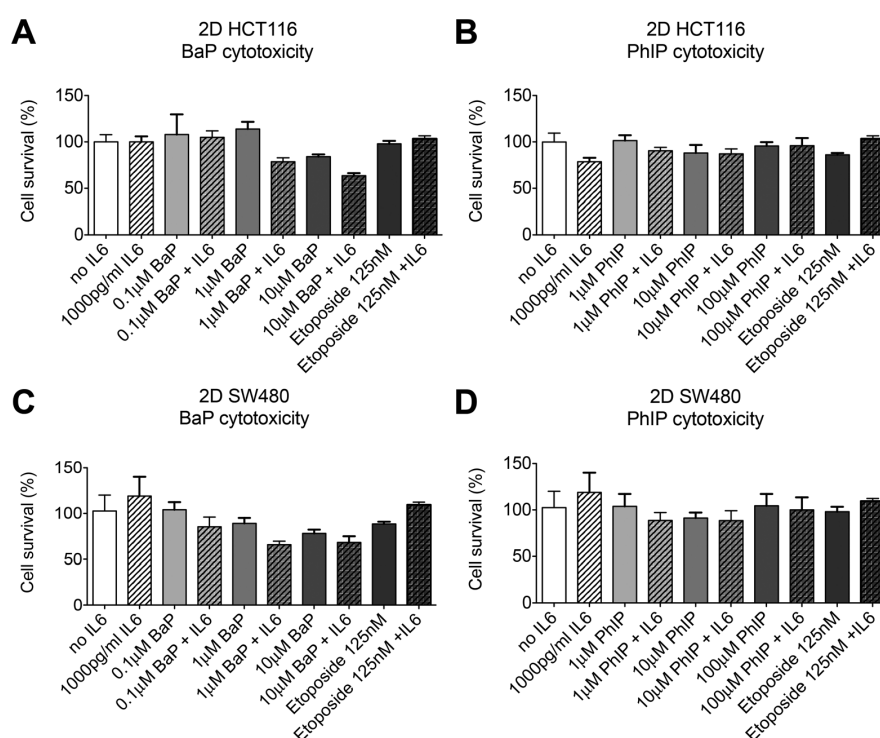 A
2D HCT116
BaP cytotoxicity
Cell survival (%)
150
100
50
0
no IL6
1000pg/ml IL6
0.1µM BaP
0.1µM BaP + IL6
1µM BaP
1µM BaP + IL6
10µM BaP
10µM BaP + IL6
Etoposide 125nM
Etoposide 125nM +IL6
B
2D HCT116
PhIP cytotoxicity
Cell survival (%)
150
100
50
0
no IL6
1000pg/ml IL6
1µM PhIP
1µM PhIP + IL6
10µM PhIP
10µM PhIP + IL6
100µM PhIP
100µM PhIP + IL6
Etoposide 125nM
Etoposide 125nM +IL6
C
2D SW480
BaP cytotoxicity
Cell survival (%)
150
100
50
0
no IL6
1000pg/ml IL6
0.1µM BaP
0.1µM BaP + IL6
1µM BaP
1µM BaP + IL6
10µM BaP
10µM BaP + IL6
Etoposide 125nM
Etoposide 125nM +IL6
D
2D SW480
PhIP cytotoxicity
Cell survival (%)
150
100
50
0
no IL6
1000pg/ml IL6
1µM PhIP
1µM PhIP + IL6
10µM PhIP
10µM PhIP + IL6
100µM PhIP
100µM PhIP + IL6
Etoposide 125nM
Etoposide 125nM +IL6